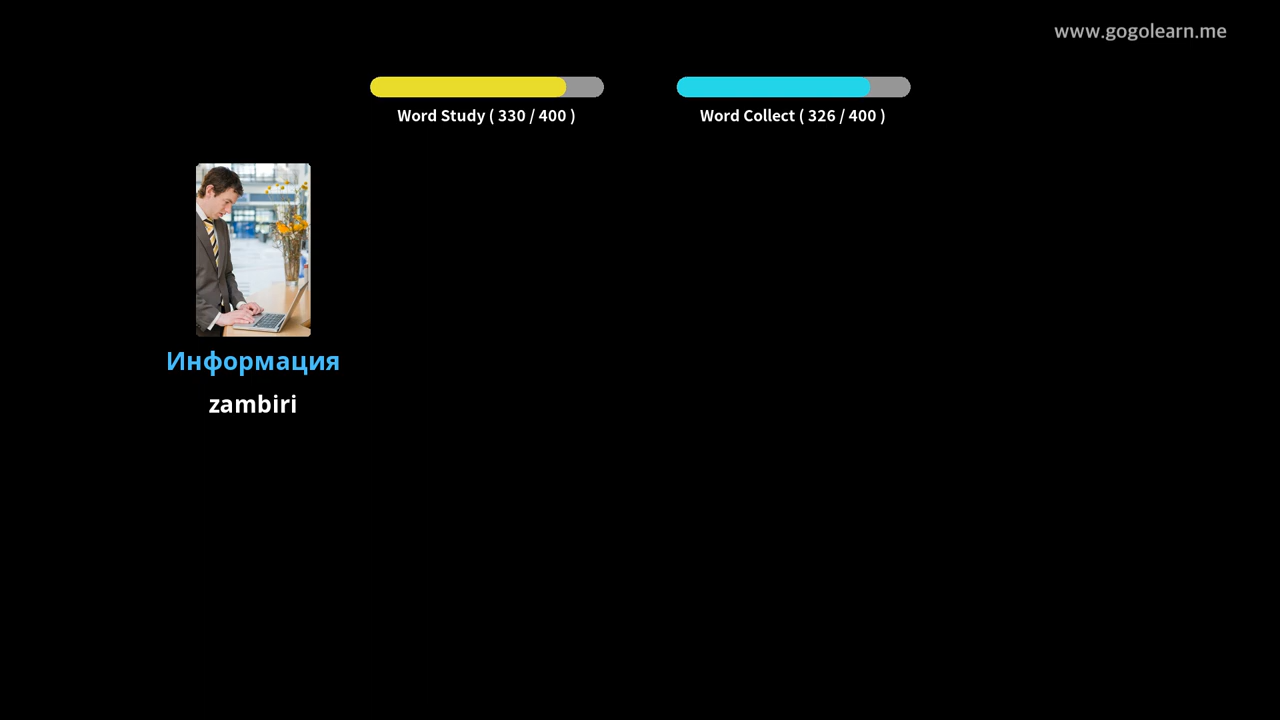 www.gogolearn.me
Word Study ( 330 / 400 )
Word Collect ( 326 / 400 )
Информация
zambiri